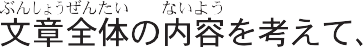 ぶんしょうぜんたい ないよう
文章全体の内容を考えて、